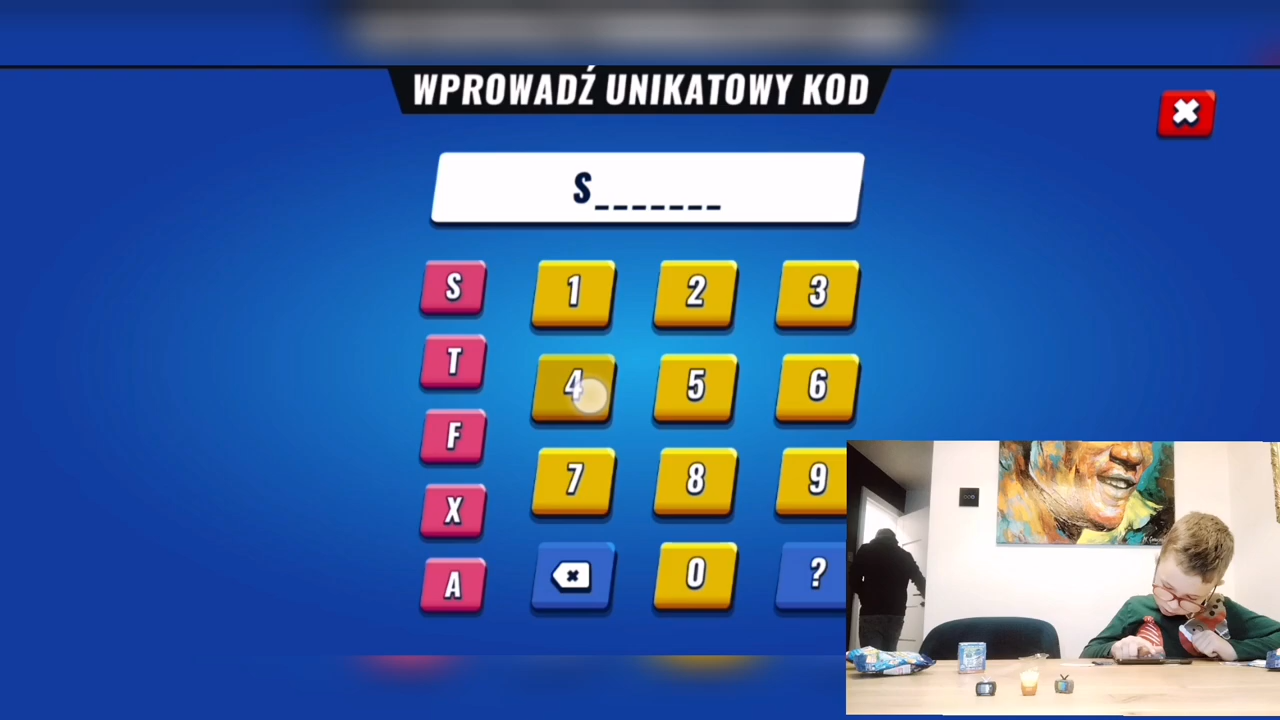 WPROWADŹ UNIKATOWY KOD
S_______
S 1 2 3
T 4 5 6
F 7 8 9
X 0 ?
A